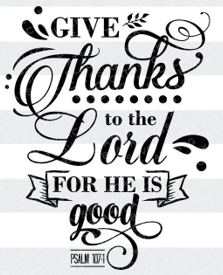 GIVE
Thanks
to the
Lord
FOR HE IS
good
PSALM 107:1